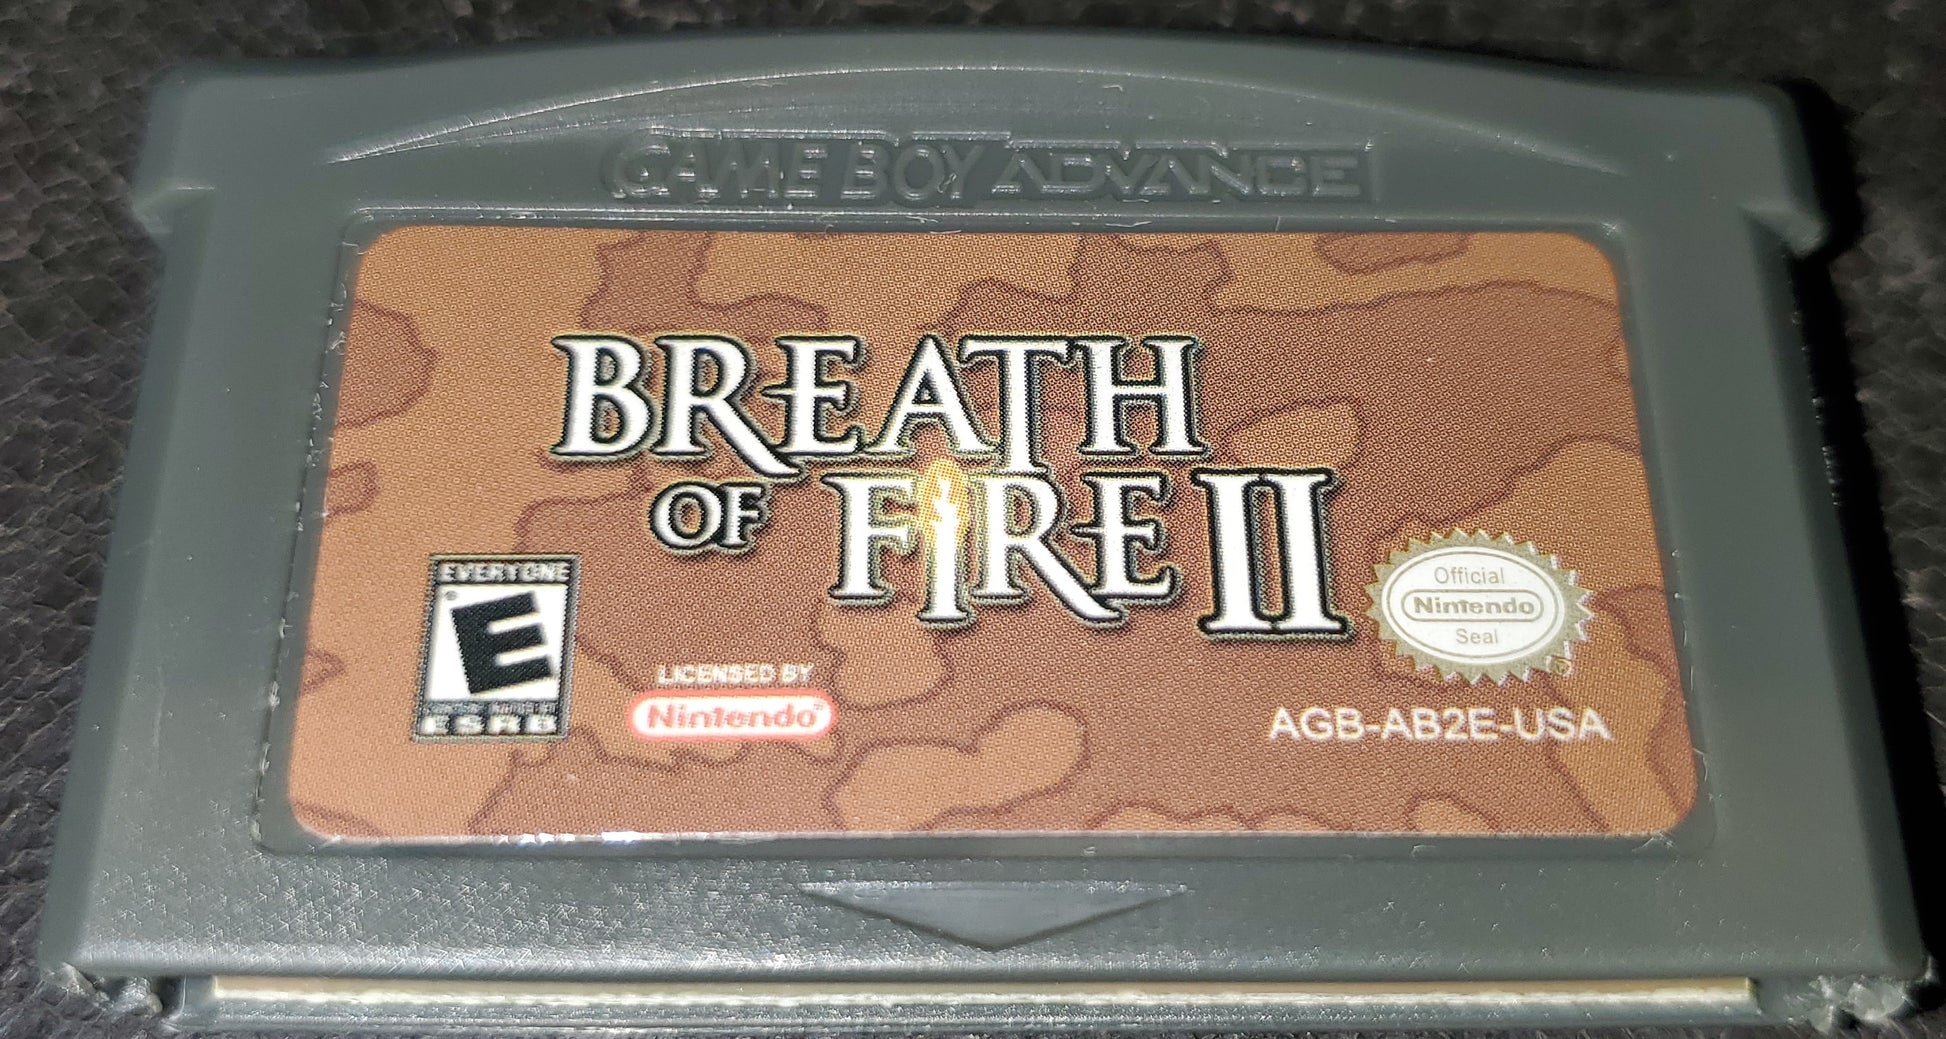 GAME BOY ADVANCE
BREATH
OF FIRE II
EVERYONE
E
ESRB
LICENSED BY
Nintendo®
Official
Nintendo
Seal
®
AGB-AB2E-USA